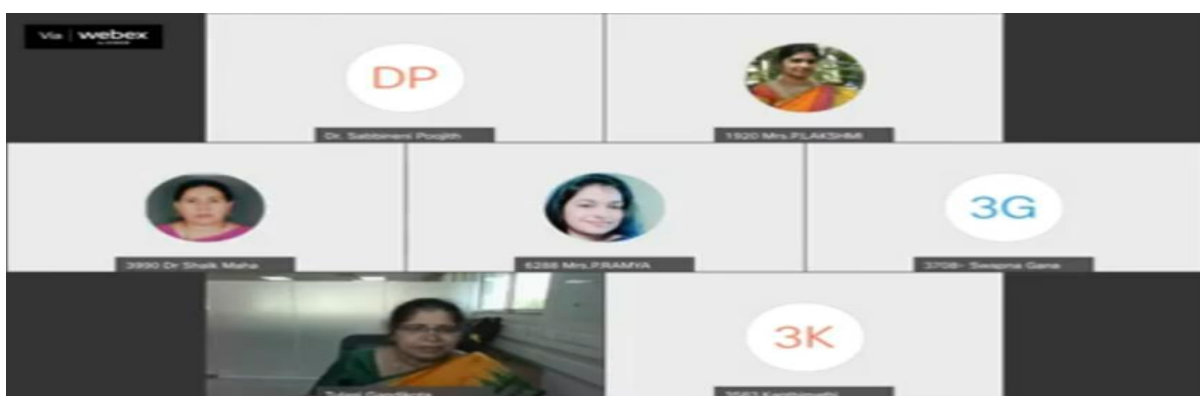 Via | webex
DP
Dr. Sabbineni Poojith
1920 Mrs.P.LAKSHMI
3990 Dr Shaik Maha
6288 Mrs.P.RAMYA
3G
3708- Swapna Gana
3K